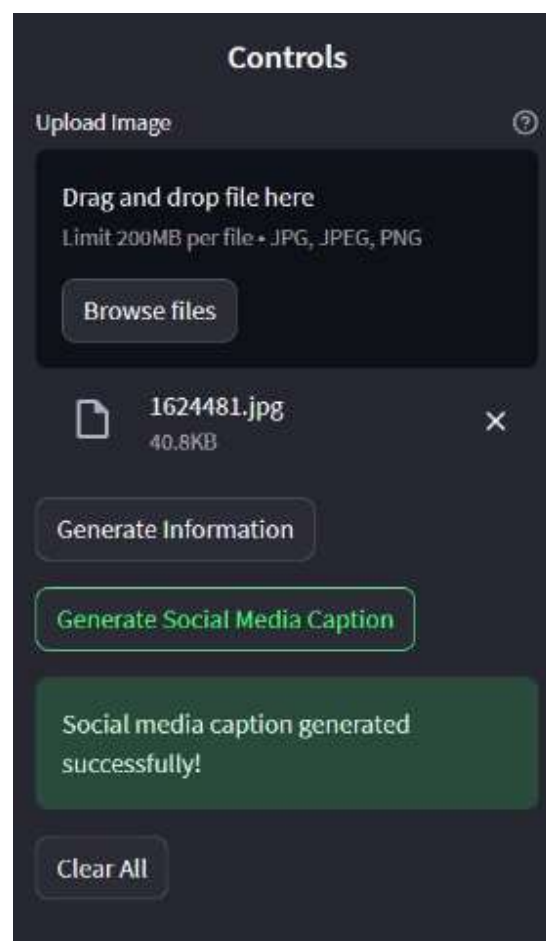 Controls
Upload Image
Drag and drop file here
Limit 200MB per file • JPG, JPEG, PNG
Browse files
1624481.jpg
40.8KB
Generate Information
Generate Social Media Caption
Social media caption generated
successfully!
Clear All